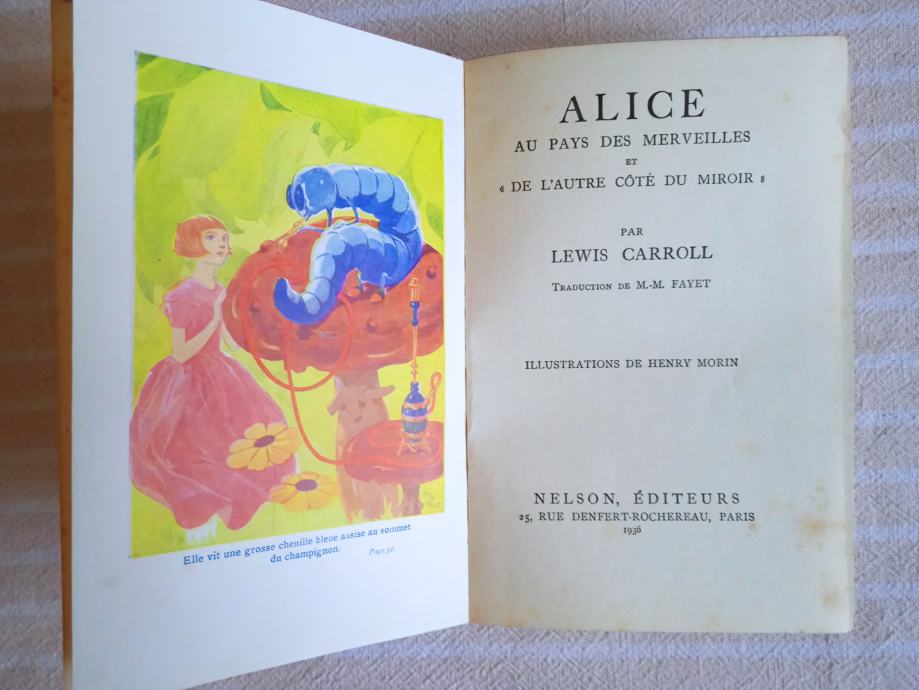 Elle vit une grosse chenille bleue assise au sommet
du champignon. Page 52.
ALICE
AU PAYS DES MERVEILLES
ET
« DE L'AUTRE CÔTÉ DU MIROIR »
PAR
LEWIS CARROLL
TRADUCTION DE M.-M. FAYET
ILLUSTRATIONS DE HENRY MORIN
NELSON, ÉDITEURS
25, RUE DENFERT-ROCHEREAU, PARIS
1936